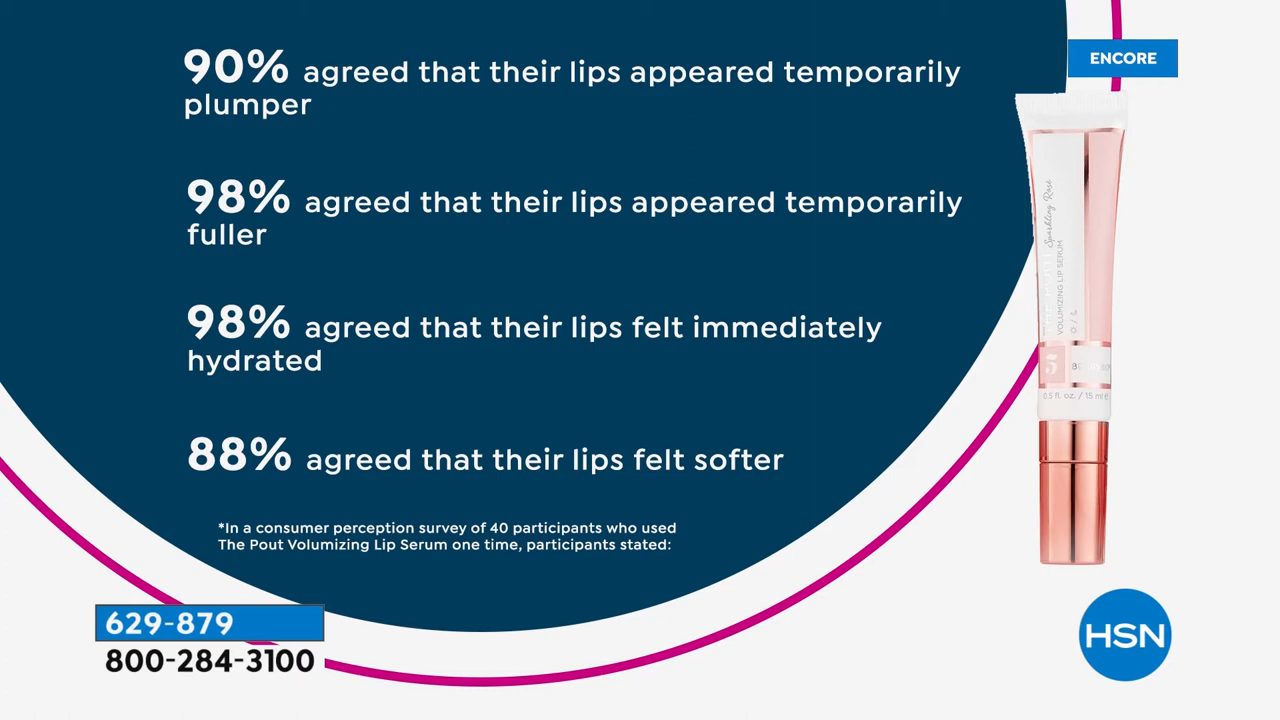 90% agreed that their lips appeared temporarily
plumper
98% agreed that their lips appeared temporarily
fuller
98% agreed that their lips felt immediately
hydrated
88% agreed that their lips felt softer
*In a consumer perception survey of 40 participants who used
The Pout Volumizing Lip Serum one time, participants stated:
ENCORE
Sparkling Rosé
VOLUMIZING LIP SERUM
0.5 fl. oz. / 15 ml e
629-879
800-284-3100
HSN